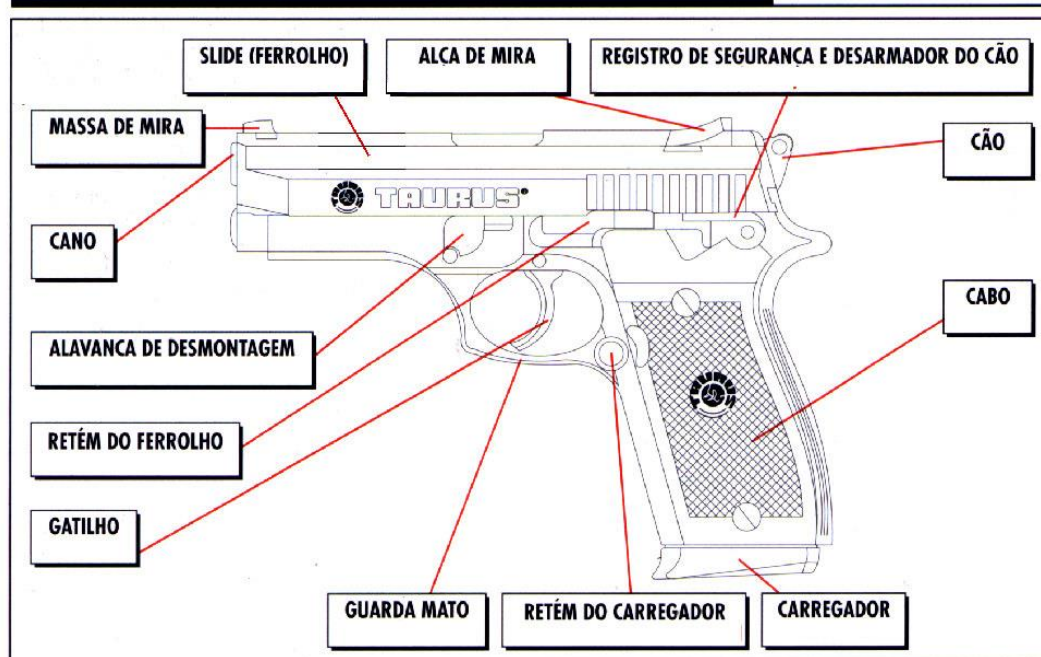 SLIDE (FERROLHO)
ALÇA DE MIRA
REGISTRO DE SEGURANÇA E DESARMADOR DO CÃO
MASSA DE MIRA
CÃO
TAURUS
CANO
CABO
ALAVANCA DE DESMONTAGEM
TAURUS
RETÉM DO FERROLHO
GATILHO
GUARDA MATO
RETÉM DO CARREGADOR
CARREGADOR